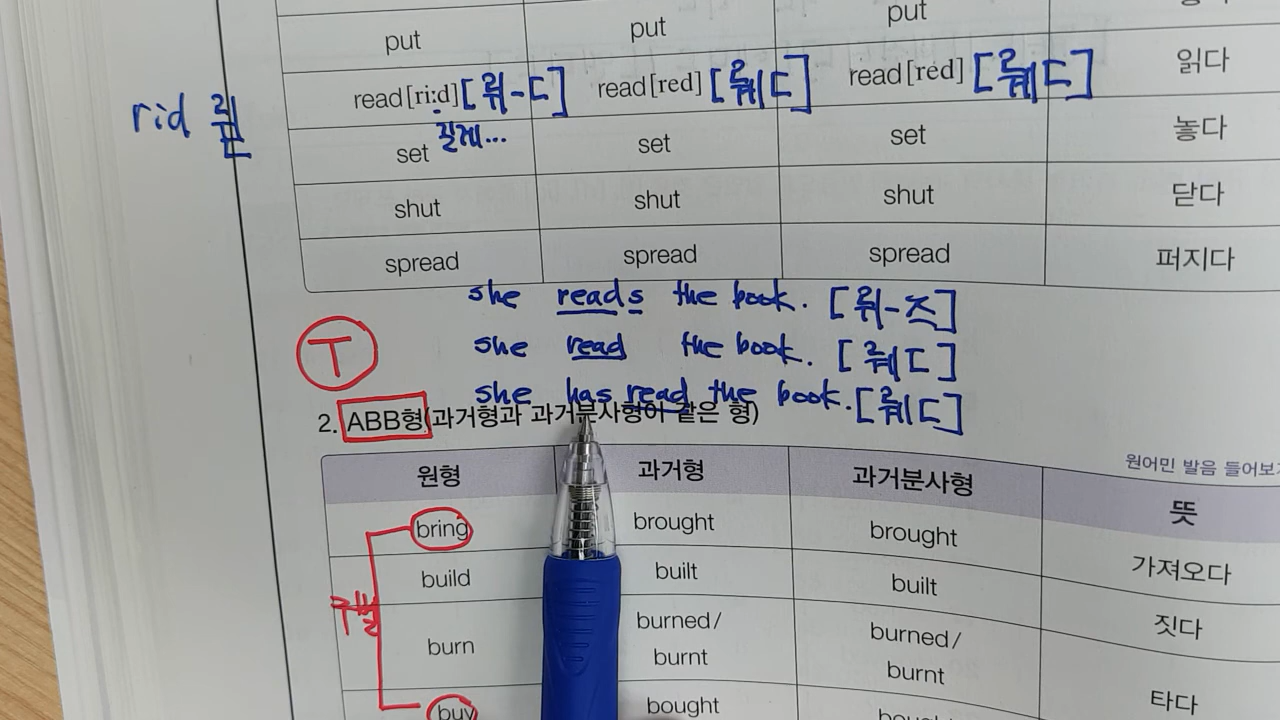 put put put
read[ri:d] [뤼-ㄷ] read[red] [뤠ㄷ] read[red] [뤠ㄷ] 읽다
rid 륃
길게...
set set set 놓다
shut shut shut 닫다
spread spread spread 퍼지다
she reads the book. [뤼-즈]
she read the book. [뤠ㄷ]
T
she has read the book. [뤠ㄷ]
2. ABB형(과거형과 과거분사형이 같은 형)
원어민 발음 들어보기
원형 과거형 과거분사형 뜻
bring brought brought 가져오다
build built built 짓다
구별
burn burned/ burnt burned/ burnt 타다
buy bought